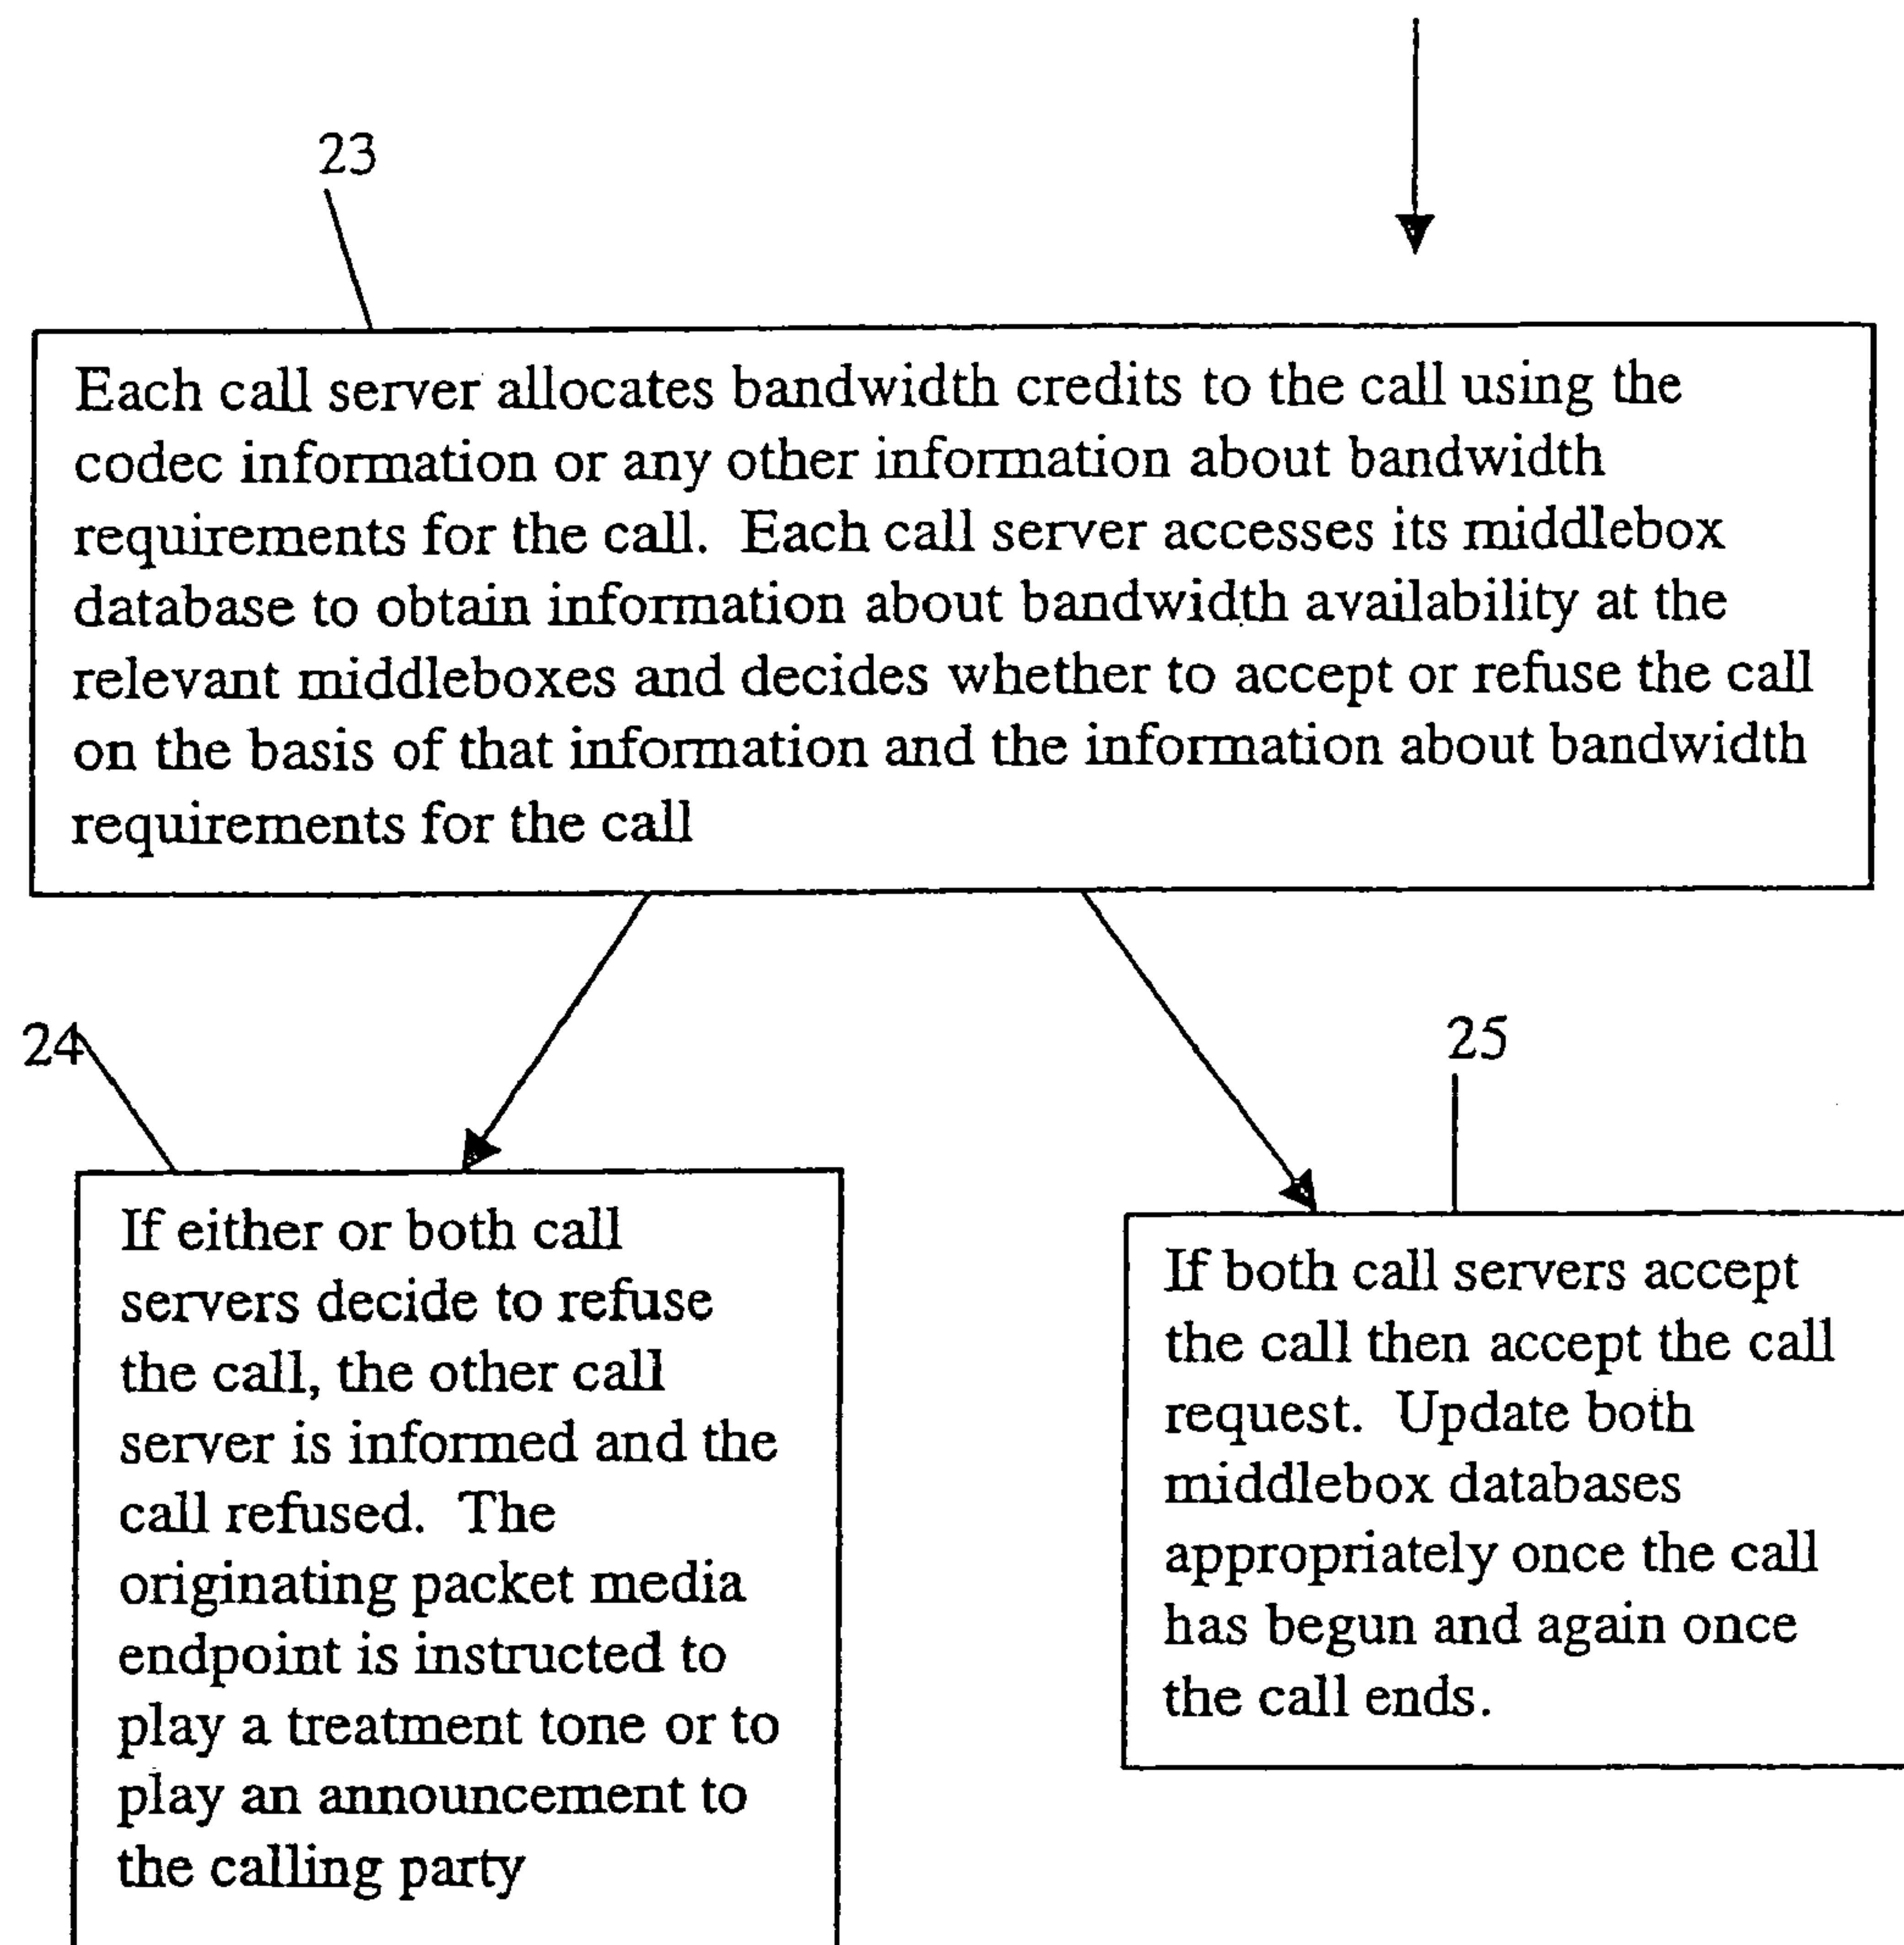 23
Each call server allocates bandwidth credits to the call using the
codec information or any other information about bandwidth
requirements for the call.  Each call server accesses its middlebox
database to obtain information about bandwidth availability at the
relevant middleboxes and decides whether to accept or refuse the call
on the basis of that information and the information about bandwidth
requirements for the call
24
If either or both call
servers decide to refuse
the call, the other call
server is informed and the
call refused.  The
originating packet media
endpoint is instructed to
play a treatment tone or to
play an announcement to
the calling party
25
If both call servers accept
the call then accept the call
request.  Update both
middlebox databases
appropriately once the call
has begun and again once
the call ends.